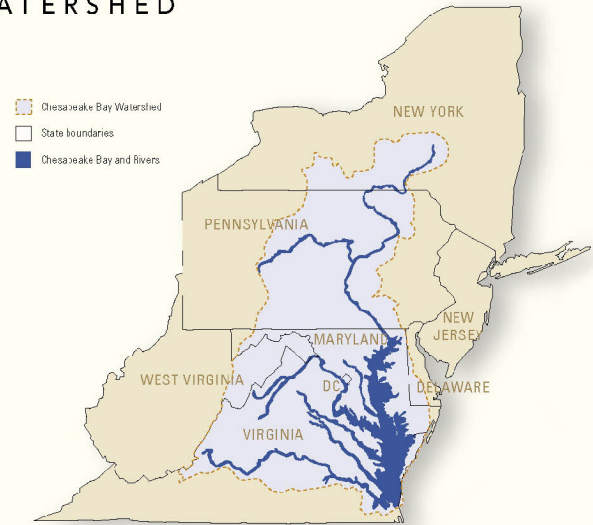 ATERSHED
Chesapeake Bay Watershed
State boundaries
Chesapeake Bay and Rivers
NEW YORK
PENNSYLVANIA
NEW
JERSEY
MARYLAND
WEST VIRGINIA
DC
DELAWARE
VIRGINIA